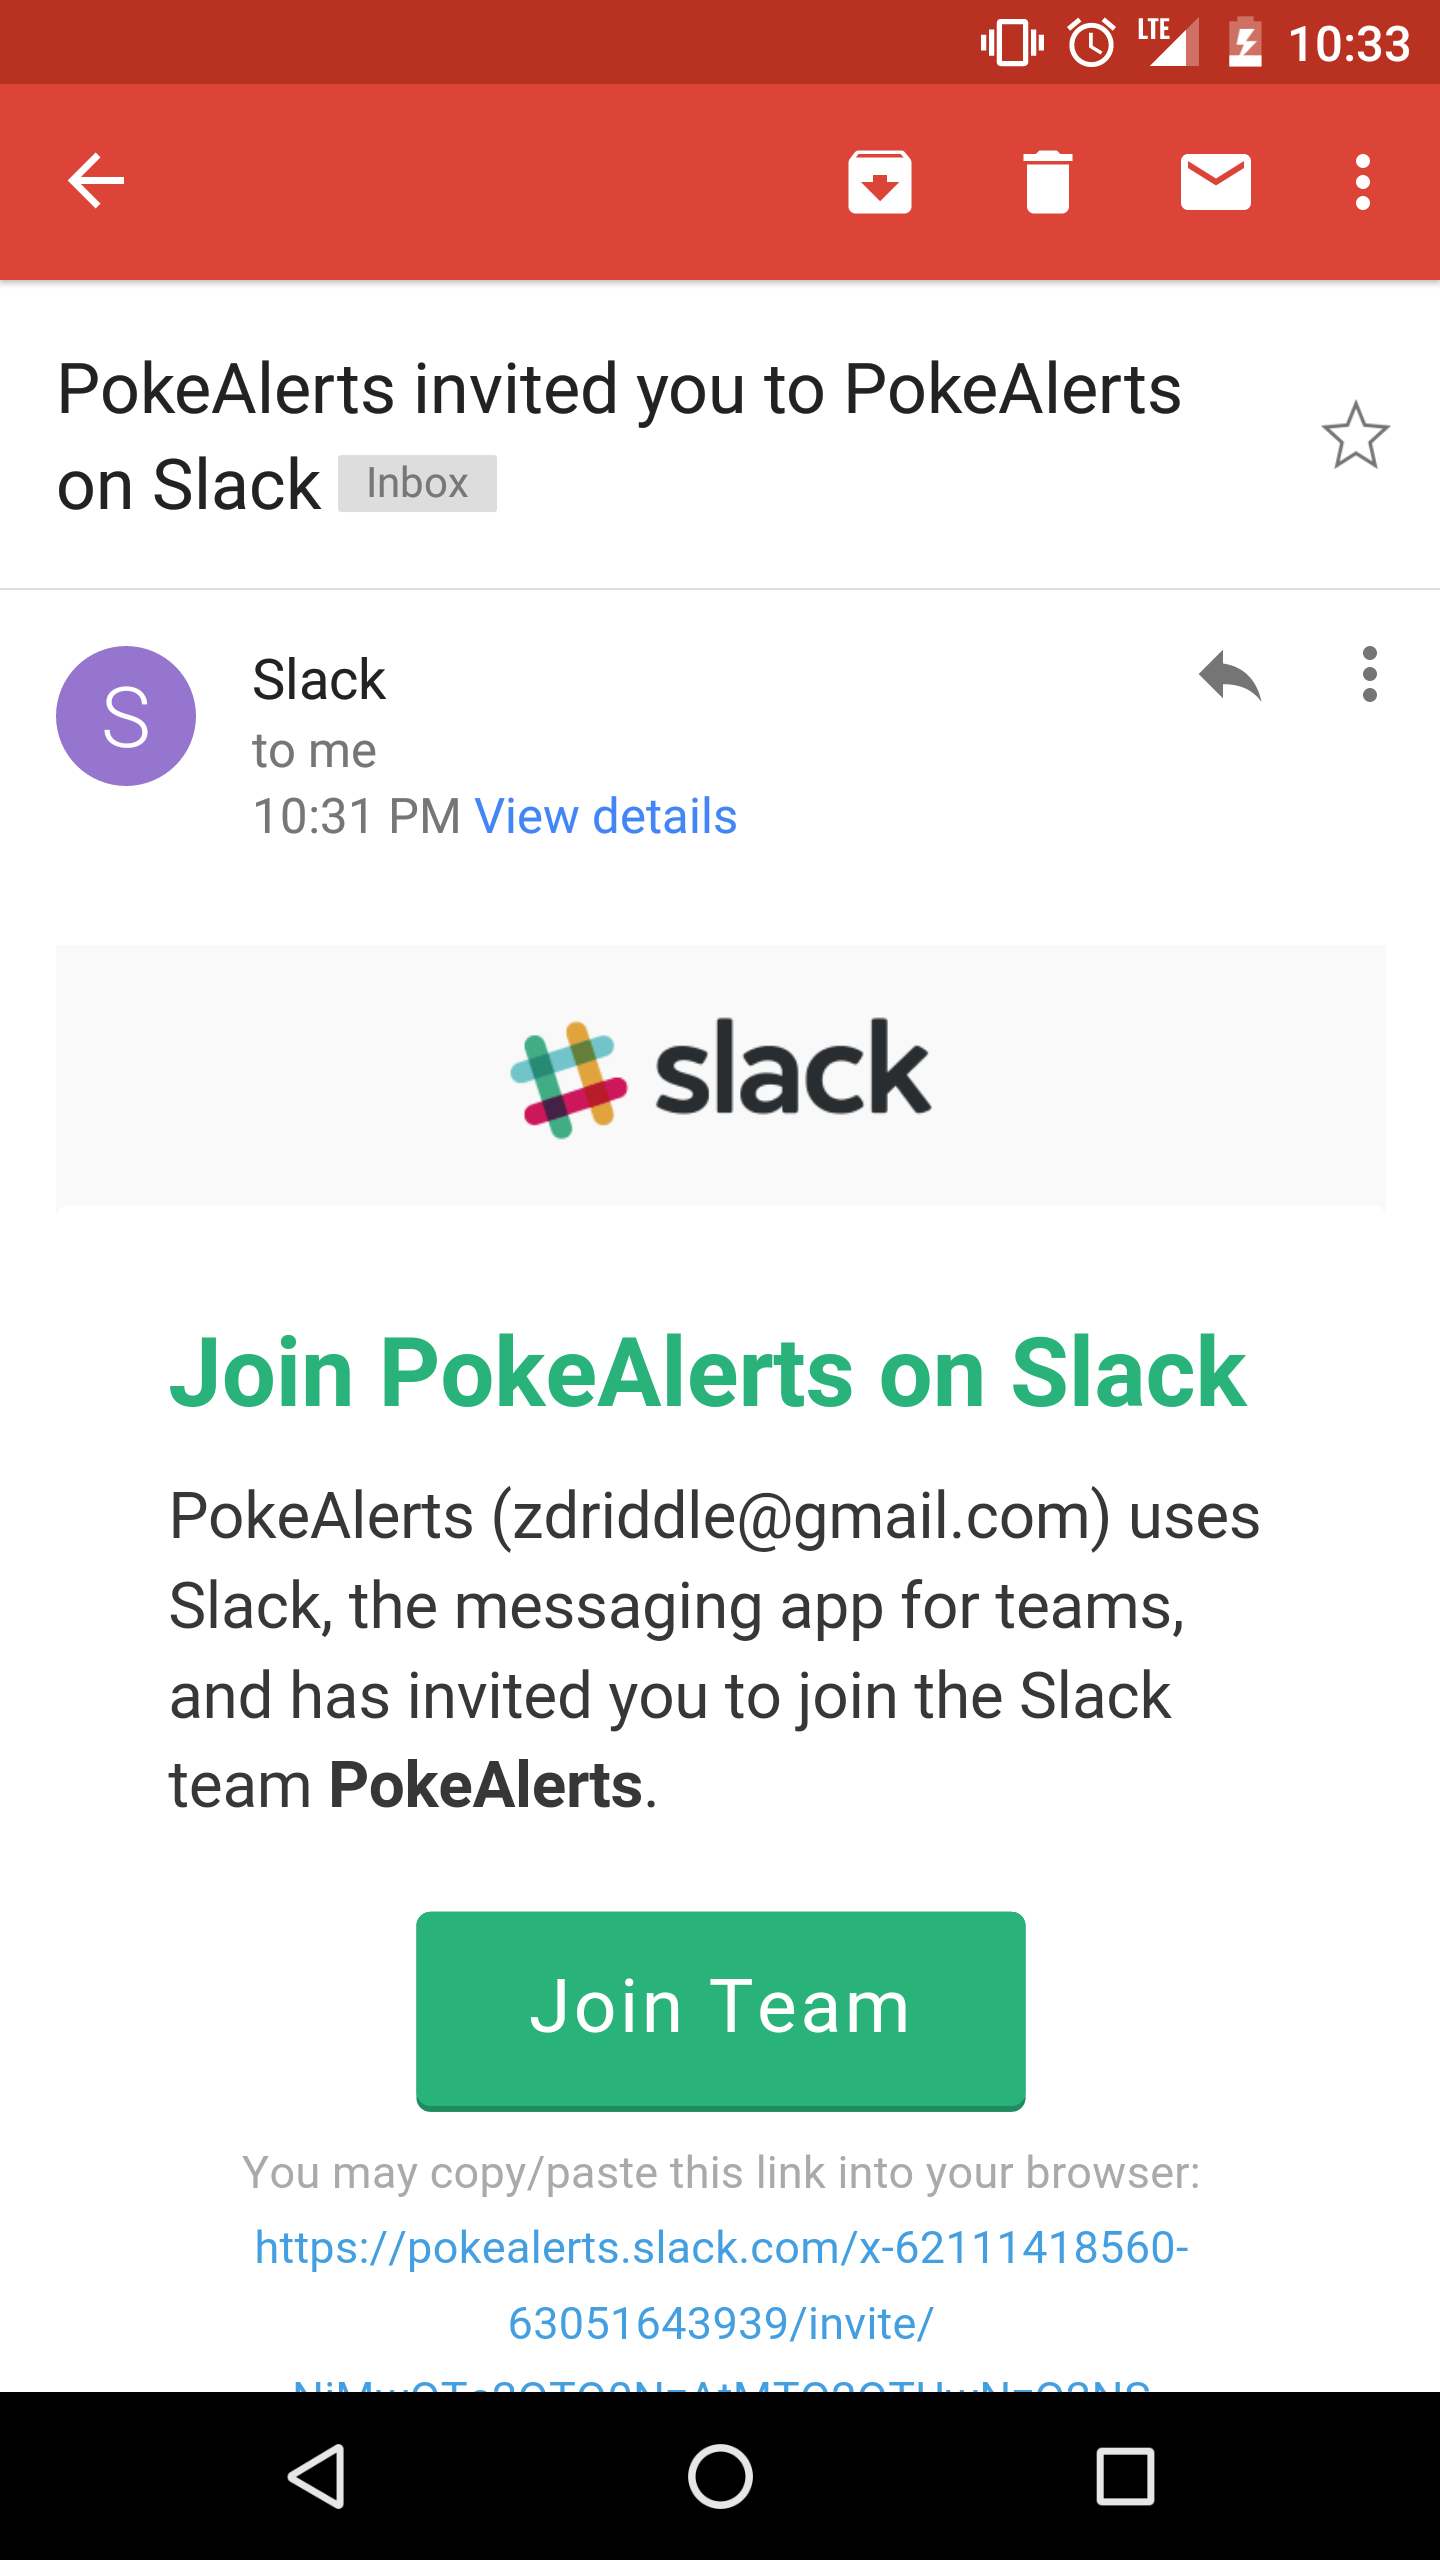 LTE 10:33
PokeAlerts invited you to PokeAlerts
on Slack Inbox
S
Slack
to me
10:31 PM View details
slack
Join PokeAlerts on Slack
PokeAlerts (zdriddle@gmail.com) uses
Slack, the messaging app for teams,
and has invited you to join the Slack
team PokeAlerts.
Join Team
You may copy/paste this link into your browser:
https://pokealerts.slack.com/x-62111418560-
63051643939/invite/